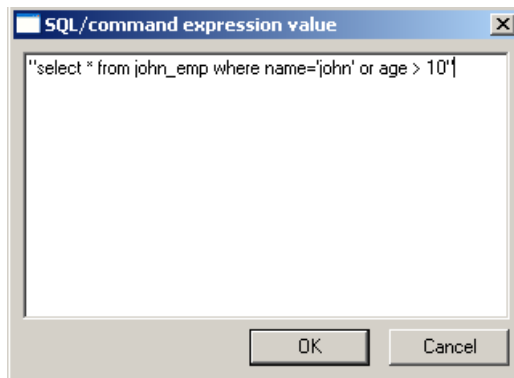 SQL/command expression value
"select * from john_emp where name='john' or age > 10"
OK Cancel